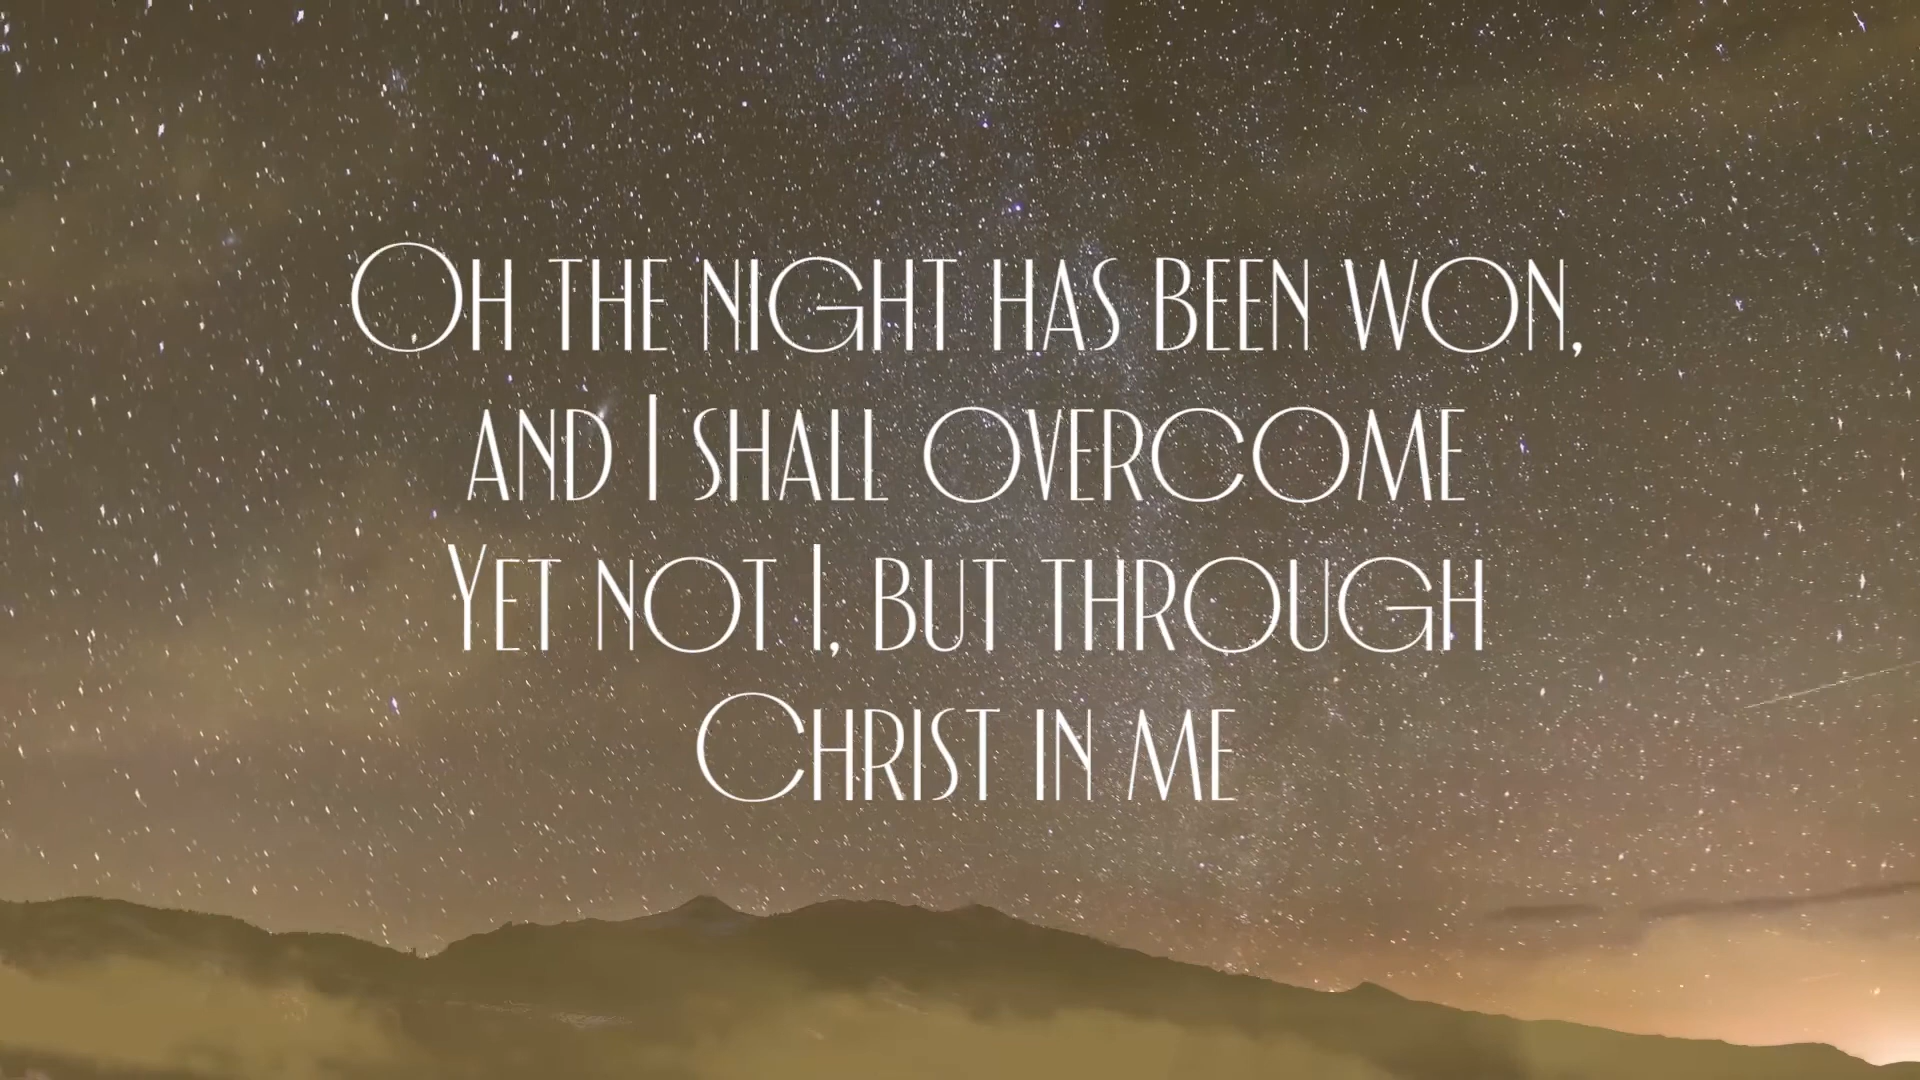 Oh the night has been won,
and I shall overcome
Yet not I, but through
Christ in me